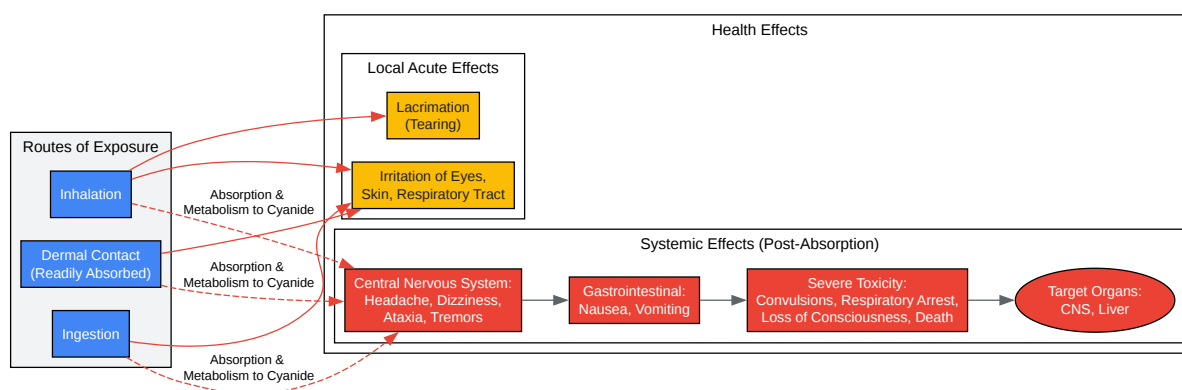 Health Effects
Local Acute Effects
Lacrimation
(Tearing)
Routes of Exposure
Inhalation
Irritation of Eyes,
Skin, Respiratory Tract
Absorption &
Metabolism to Cyanide
Dermal Contact
(Readily Absorbed)
Systemic Effects (Post-Absorption)
Absorption &
Metabolism to Cyanide
Central Nervous System:
Headache, Dizziness,
Ataxia, Tremors
Gastrointestinal:
Nausea, Vomiting
Severe Toxicity:
Convulsions, Respiratory Arrest,
Loss of Consciousness, Death
Target Organs:
CNS, Liver
Ingestion
Absorption &
Metabolism to Cyanide